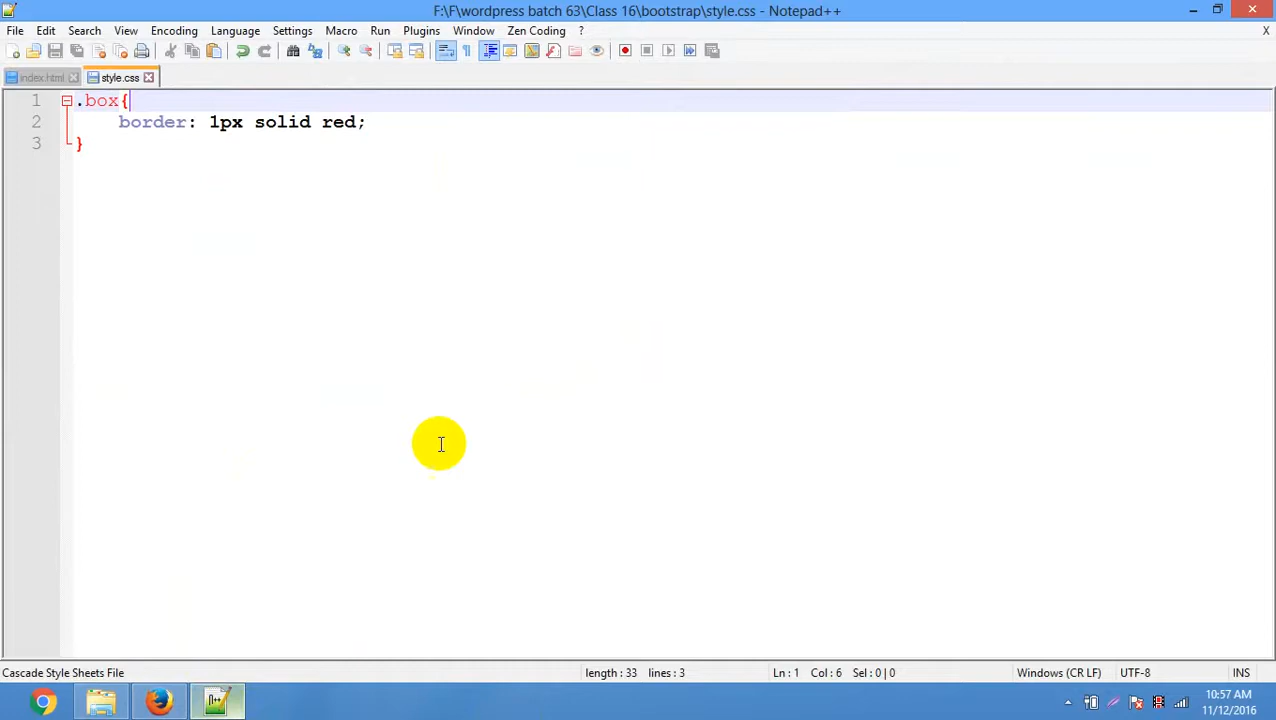 F:\F\wordpress batch 63\Class 16\bootstrap\style.css - Notepad++
File Edit Search View Encoding Language Settings Macro Run Plugins Window Zen Coding ? X
index.html style.css
1 .box{
2 border: 1px solid red;
3 }
Cascade Style Sheets File length : 33 lines : 3 Ln : 1 Col : 6 Sel : 0 | 0 Windows (CR LF) UTF-8 INS
10:57 AM
11/12/2016